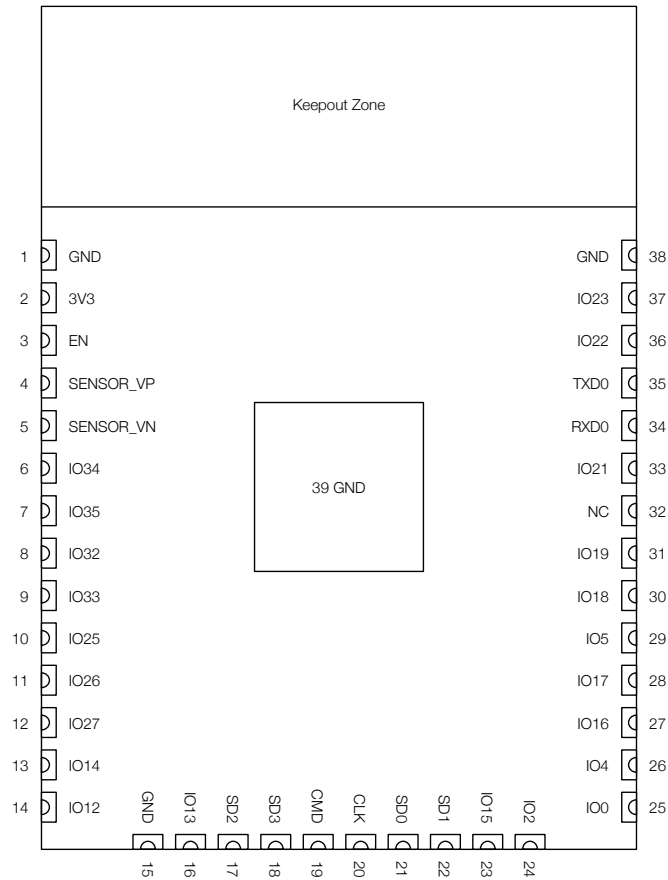 Keepout Zone
1 GND
2 3V3
3 EN
4 SENSOR_VP
5 SENSOR_VN
6 IO34
7 IO35
8 IO32
9 IO33
10 IO25
11 IO26
12 IO27
13 IO14
14 IO12
39 GND
GND 38
IO23 37
IO22 36
TXD0 35
RXD0 34
IO21 33
NC 32
IO19 31
IO18 30
IO5 29
IO17 28
IO16 27
IO4 26
IO0 25
GND 15
IO13 16
SD2 17
SD3 18
CMD 19
CLK 20
SD0 21
SD1 22
IO15 23
IO2 24